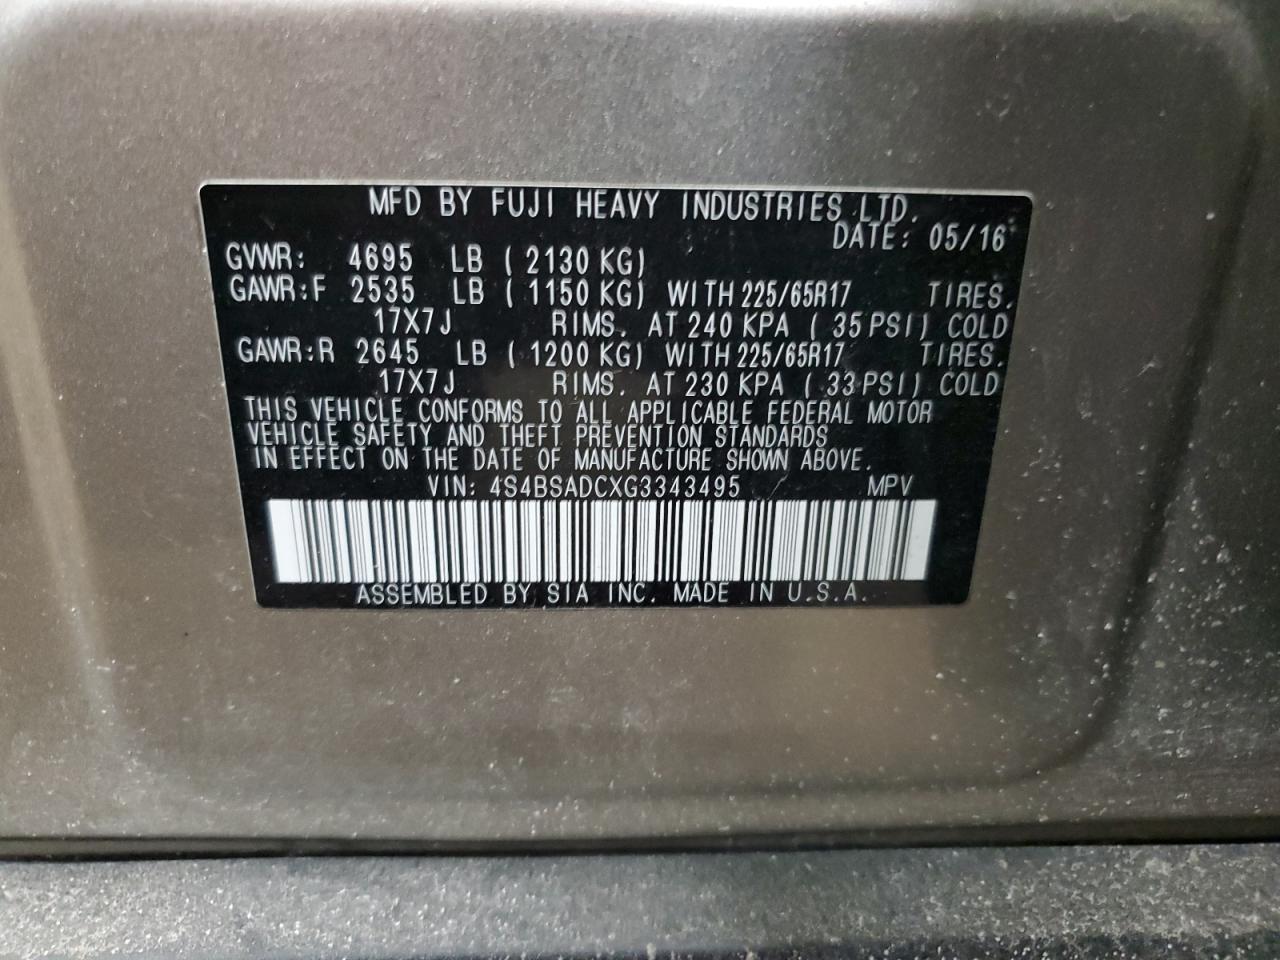 MFD BY FUJI HEAVY INDUSTRIES LTD.
DATE: 05/16
GVWR: 4695 LB ( 2130 KG)
GAWR:F 2535 LB ( 1150 KG) WITH 225/65R17 TIRES.
17X7J RIMS. AT 240 KPA ( 35 PSI) COLD
GAWR:R 2645 LB ( 1200 KG) WITH 225/65R17 TIRES.
17X7J RIMS. AT 230 KPA ( 33 PSI) COLD
THIS VEHICLE CONFORMS TO ALL APPLICABLE FEDERAL MOTOR
VEHICLE SAFETY AND THEFT PREVENTION STANDARDS
IN EFFECT ON THE DATE OF MANUFACTURE SHOWN ABOVE.
VIN: 4S4BSADCXG3343495 MPV
ASSEMBLED BY SIA INC. MADE IN U.S.A.